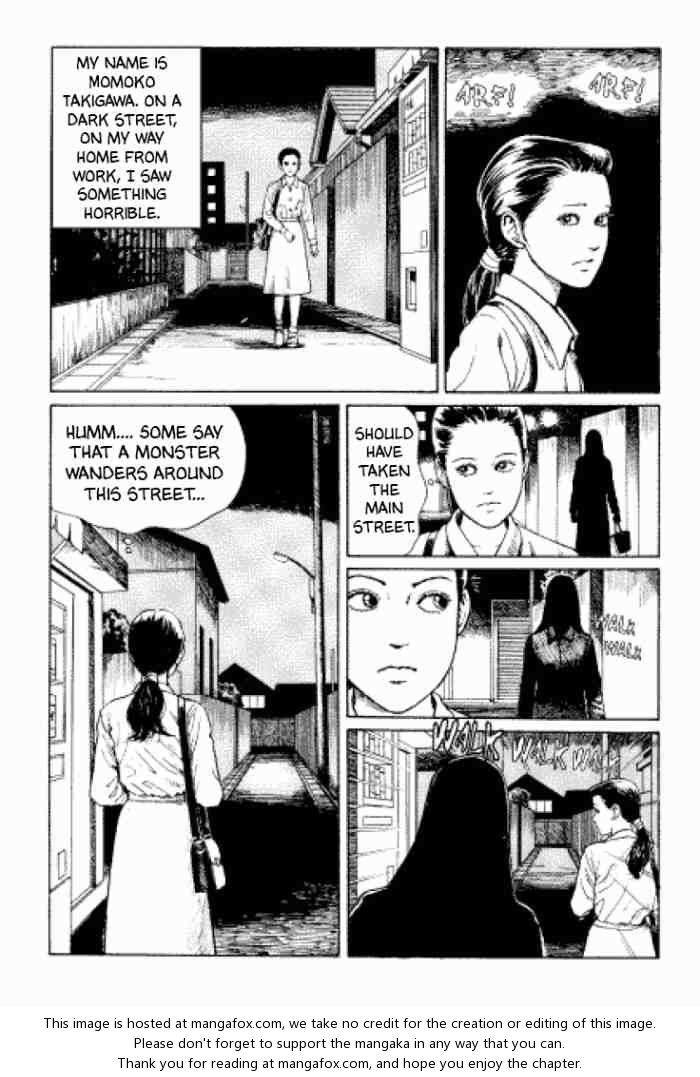 MY NAME IS
MOMOKO
TAKIGAWA. ON A
DARK STREET,
ON MY WAY
HOME FROM
WORK, I SAW
SOMETHING
HORRIBLE.
ARF!
ARF!
HUMM.... SOME SAY
THAT A MONSTER
WANDERS AROUND
THIS STREET...
SHOULD
HAVE
TAKEN
THE
MAIN
STREET.
WALK
WALK
WALK WALK WALK
This image is hosted at mangafox.com, we take no credit for the creation or editing of this image.
Please don't forget to support the mangaka in any way that you can.
Thank you for reading at mangafox.com, and hope you enjoy the chapter.